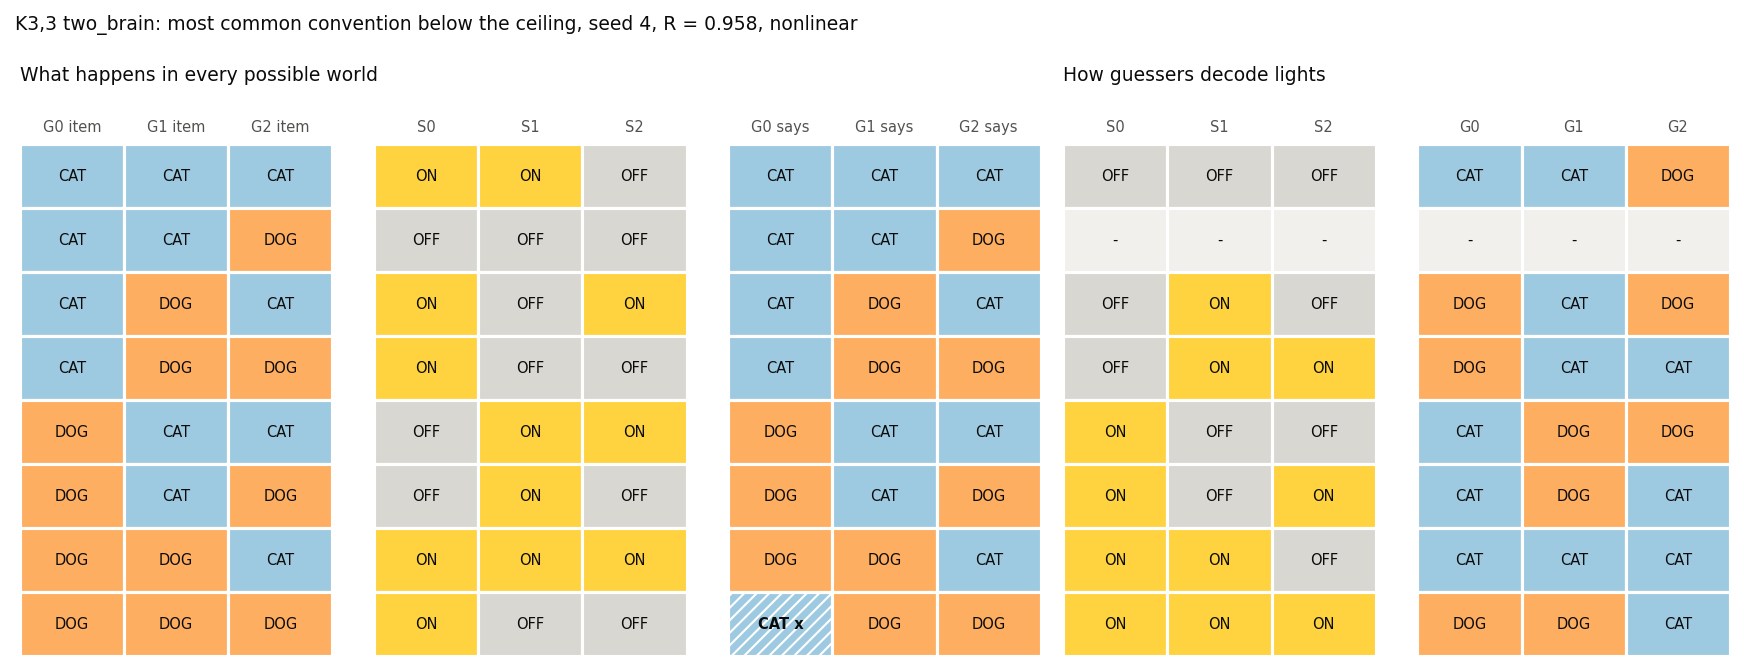 K3,3 two_brain: most common convention below the ceiling, seed 4, R = 0.958, nonlinear
What happens in every possible world How guessers decode lights
G0 item G1 item G2 item S0 S1 S2 G0 says G1 says G2 says S0 S1 S2 G0 G1 G2
CAT CAT CAT ON ON OFF CAT CAT CAT OFF OFF OFF CAT CAT DOG
CAT CAT DOG OFF OFF OFF CAT CAT DOG - - - - - -
CAT DOG CAT ON OFF ON CAT DOG CAT OFF ON OFF DOG CAT DOG
CAT DOG DOG ON OFF OFF CAT DOG DOG OFF ON ON DOG CAT CAT
DOG CAT CAT OFF ON ON DOG CAT CAT ON OFF OFF CAT DOG DOG
DOG CAT DOG OFF ON OFF DOG CAT DOG ON OFF ON CAT DOG CAT
DOG DOG CAT ON ON ON DOG DOG CAT ON ON OFF CAT CAT CAT
DOG DOG DOG ON OFF OFF CAT x DOG DOG ON ON ON DOG DOG CAT